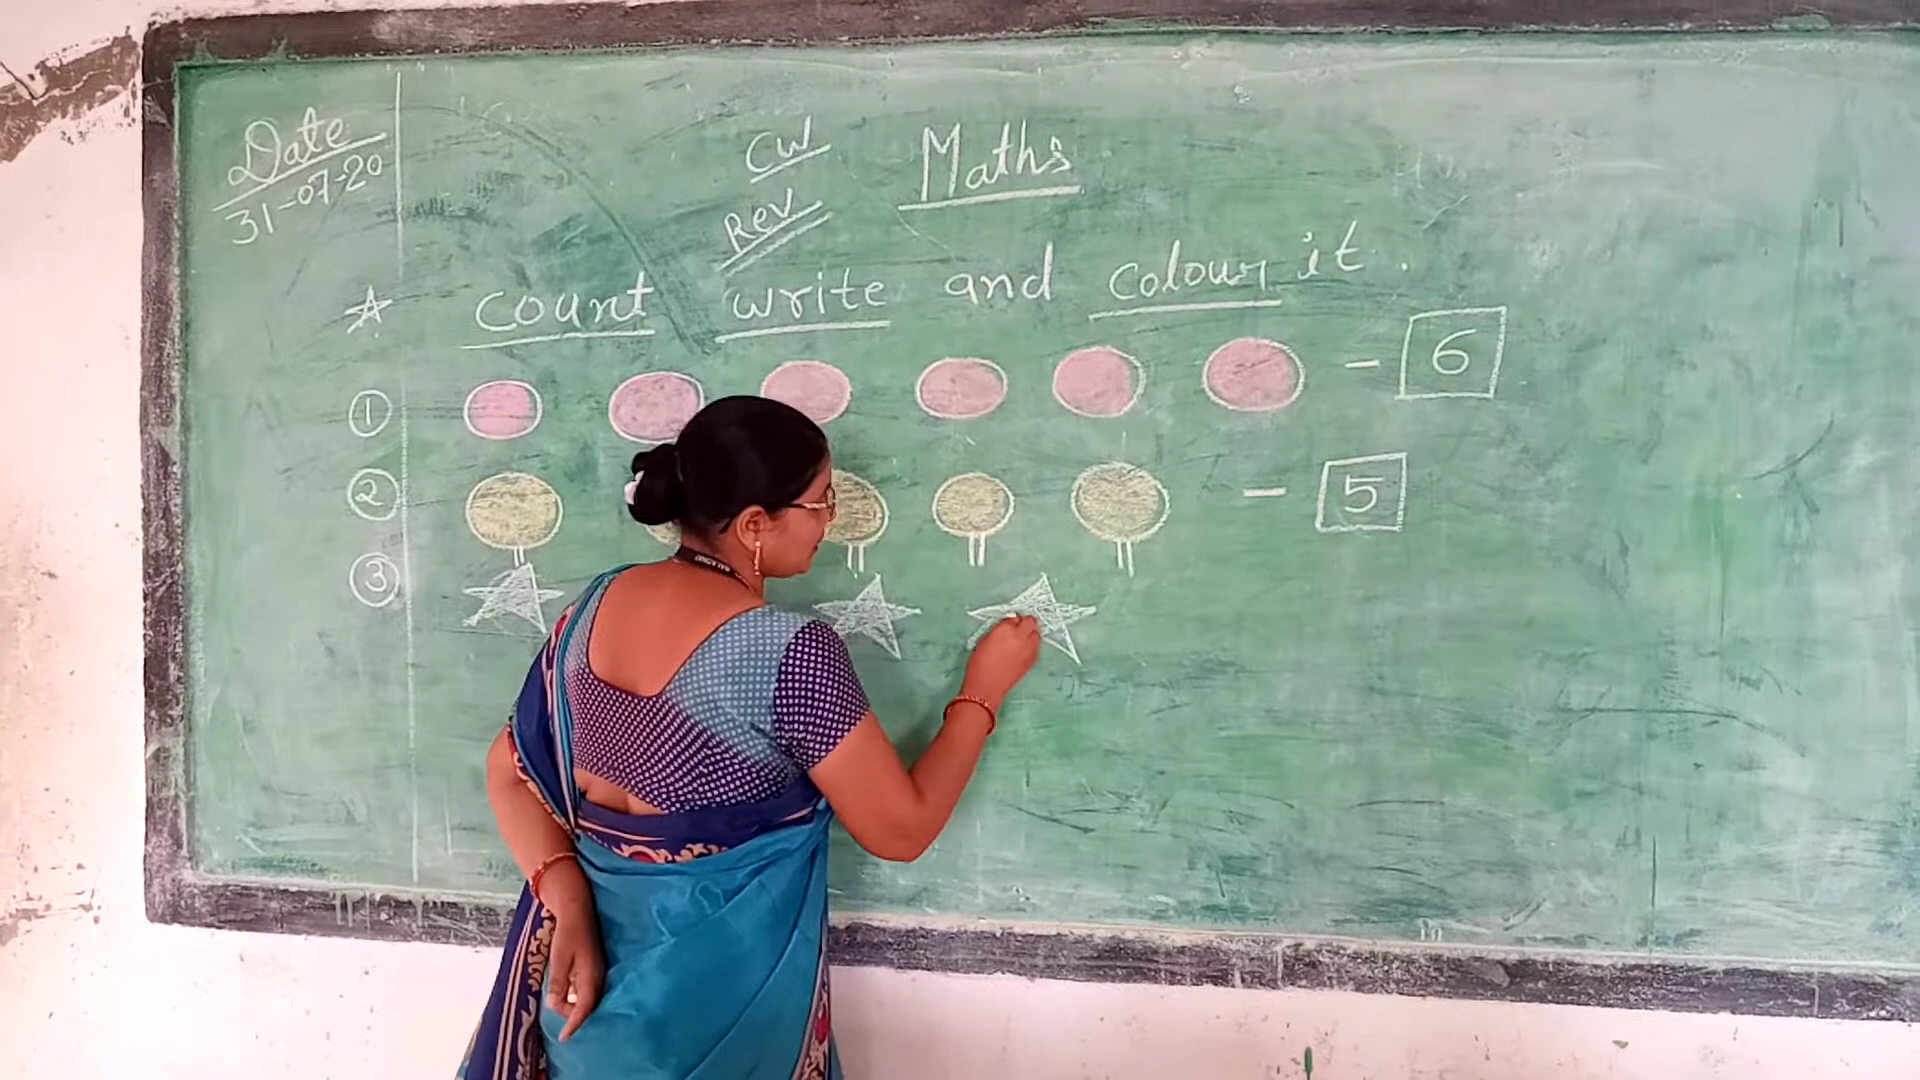 Date
31-07-20
CW Maths
Rev
☆ count write and colour it.
① - 6
② - 5
③